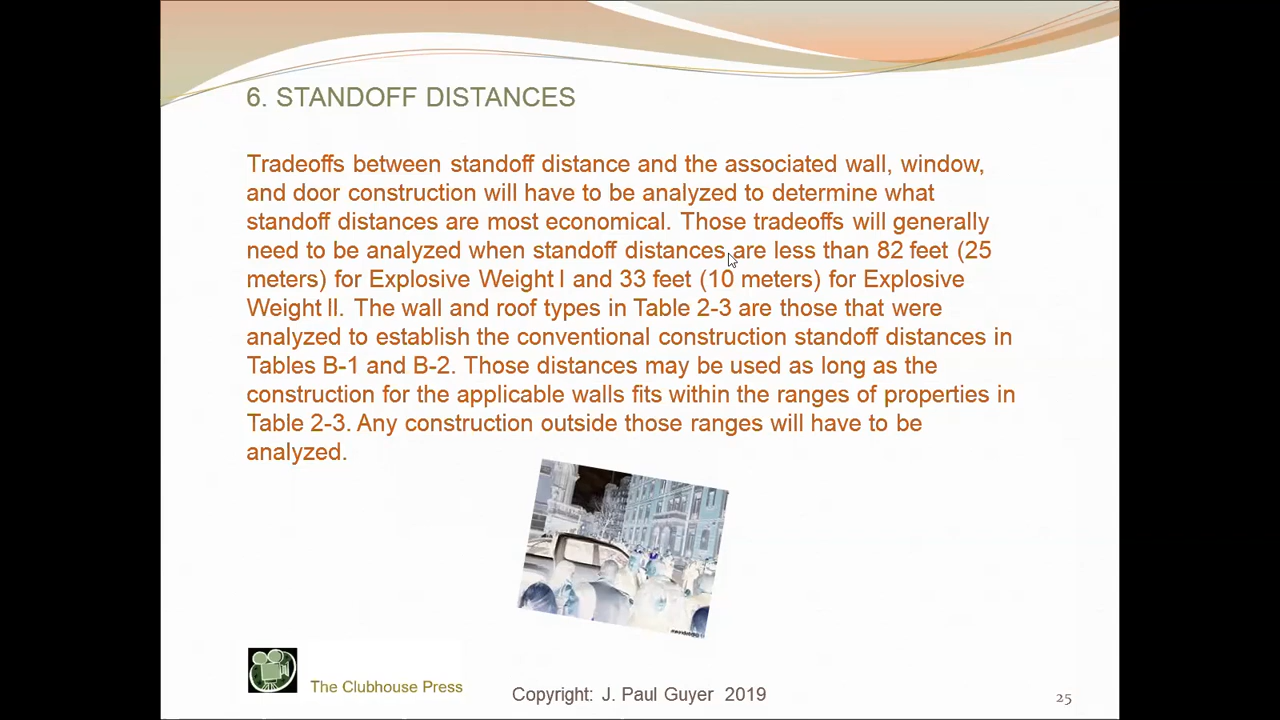 6. STANDOFF DISTANCES
Tradeoffs between standoff distance and the associated wall, window,
and door construction will have to be analyzed to determine what
standoff distances are most economical. Those tradeoffs will generally
need to be analyzed when standoff distances are less than 82 feet (25
meters) for Explosive Weight I and 33 feet (10 meters) for Explosive
Weight II. The wall and roof types in Table 2-3 are those that were
analyzed to establish the conventional construction standoff distances in
Tables B-1 and B-2. Those distances may be used as long as the
construction for the applicable walls fits within the ranges of properties in
Table 2-3. Any construction outside those ranges will have to be
analyzed.
The Clubhouse Press
Copyright: J. Paul Guyer 2019
25